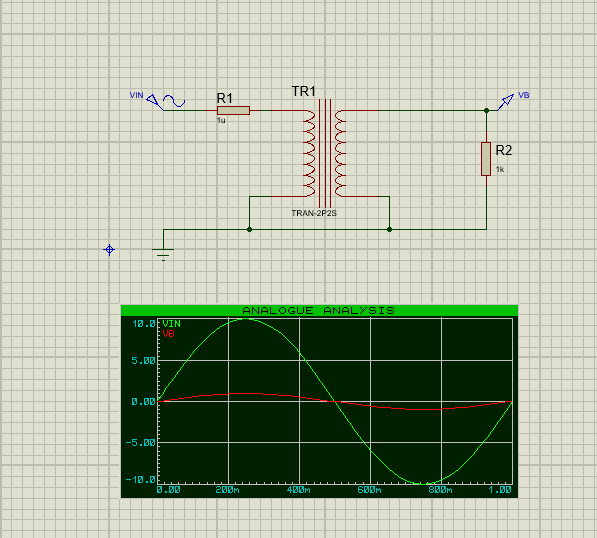 VIN
R1
1u
TR1
TRAN-2P2S
VB
R2
1k
ANALOGUE ANALYSIS
10.0
VIN
VB
5.00
0.00
-5.00
-10.0
0.00 200m 400m 600m 800m 1.00